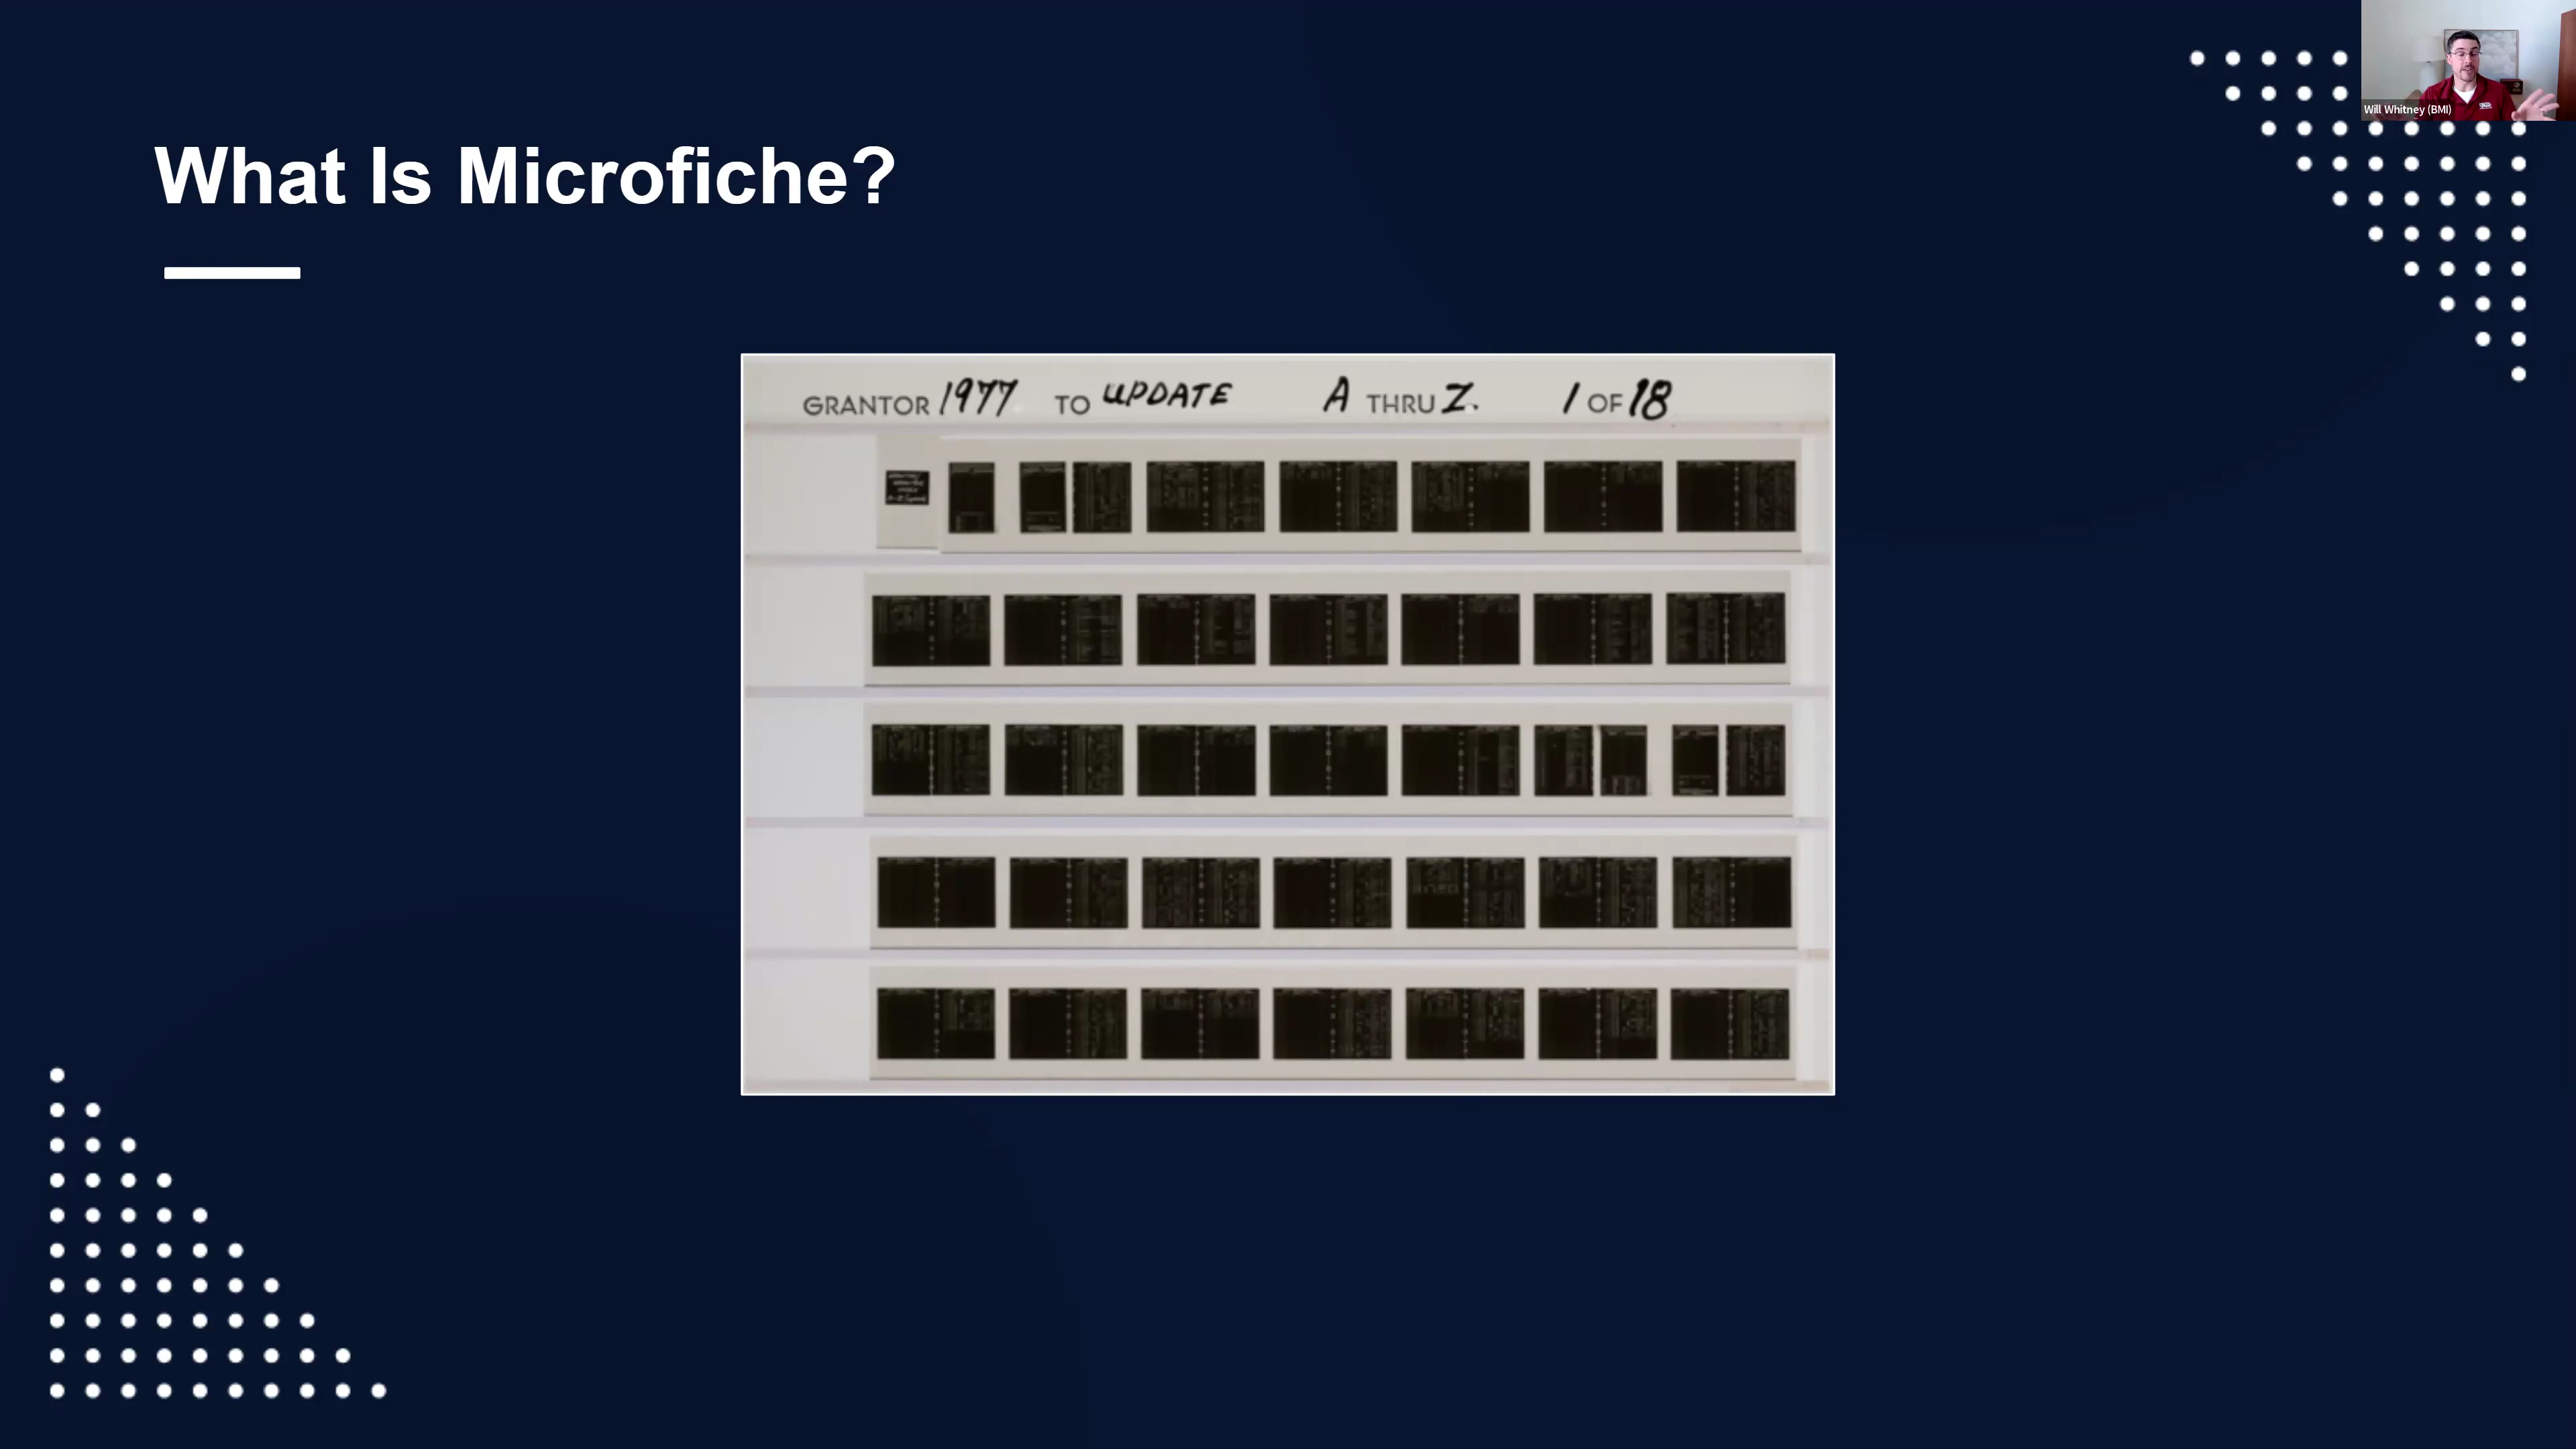 What Is Microfiche?
Will Whitney (BMI)
GRANTOR 1977 TO UPDATE A THRU Z. 1 OF 18